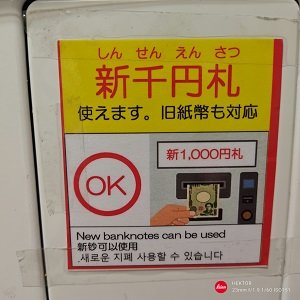 しん せん えん さつ
新千円札
使えます。旧紙幣も対応
新1,000円札
OK
New banknotes can be used
新钞可以使用
새로운 지폐 사용할 수 있습니다
HEKTOR